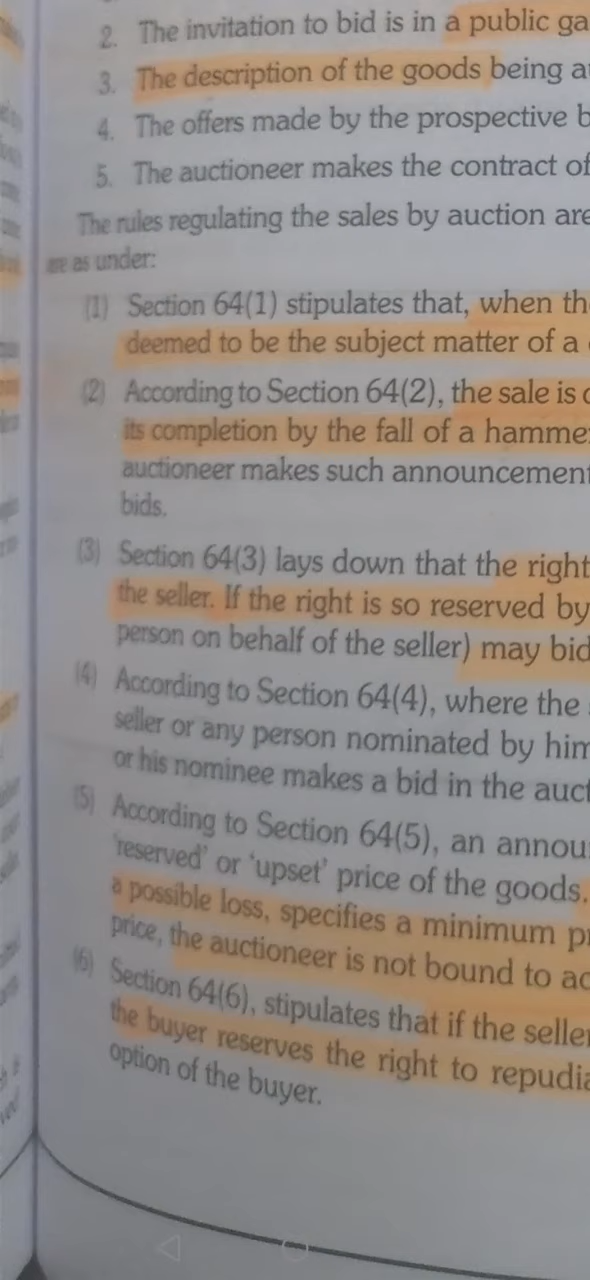 2. The invitation to bid is in a public ga
3. The description of the goods being a
4. The offers made by the prospective b
5. The auctioneer makes the contract of
The rules regulating the sales by auction are
are as under:
(1) Section 64(1) stipulates that, when th
deemed to be the subject matter of a
(2) According to Section 64(2), the sale is c
its completion by the fall of a hamme
auctioneer makes such announcement
bids.
(3) Section 64(3) lays down that the right
the seller. If the right is so reserved by
person on behalf of the seller) may bid
(4) According to Section 64(4), where the
seller or any person nominated by him
or his nominee makes a bid in the auct
(5) According to Section 64(5), an annou
'reserved' or 'upset' price of the goods.
a possible loss, specifies a minimum p
price, the auctioneer is not bound to ac
(6) Section 64(6), stipulates that if the selle
the buyer reserves the right to repudia
option of the buyer.